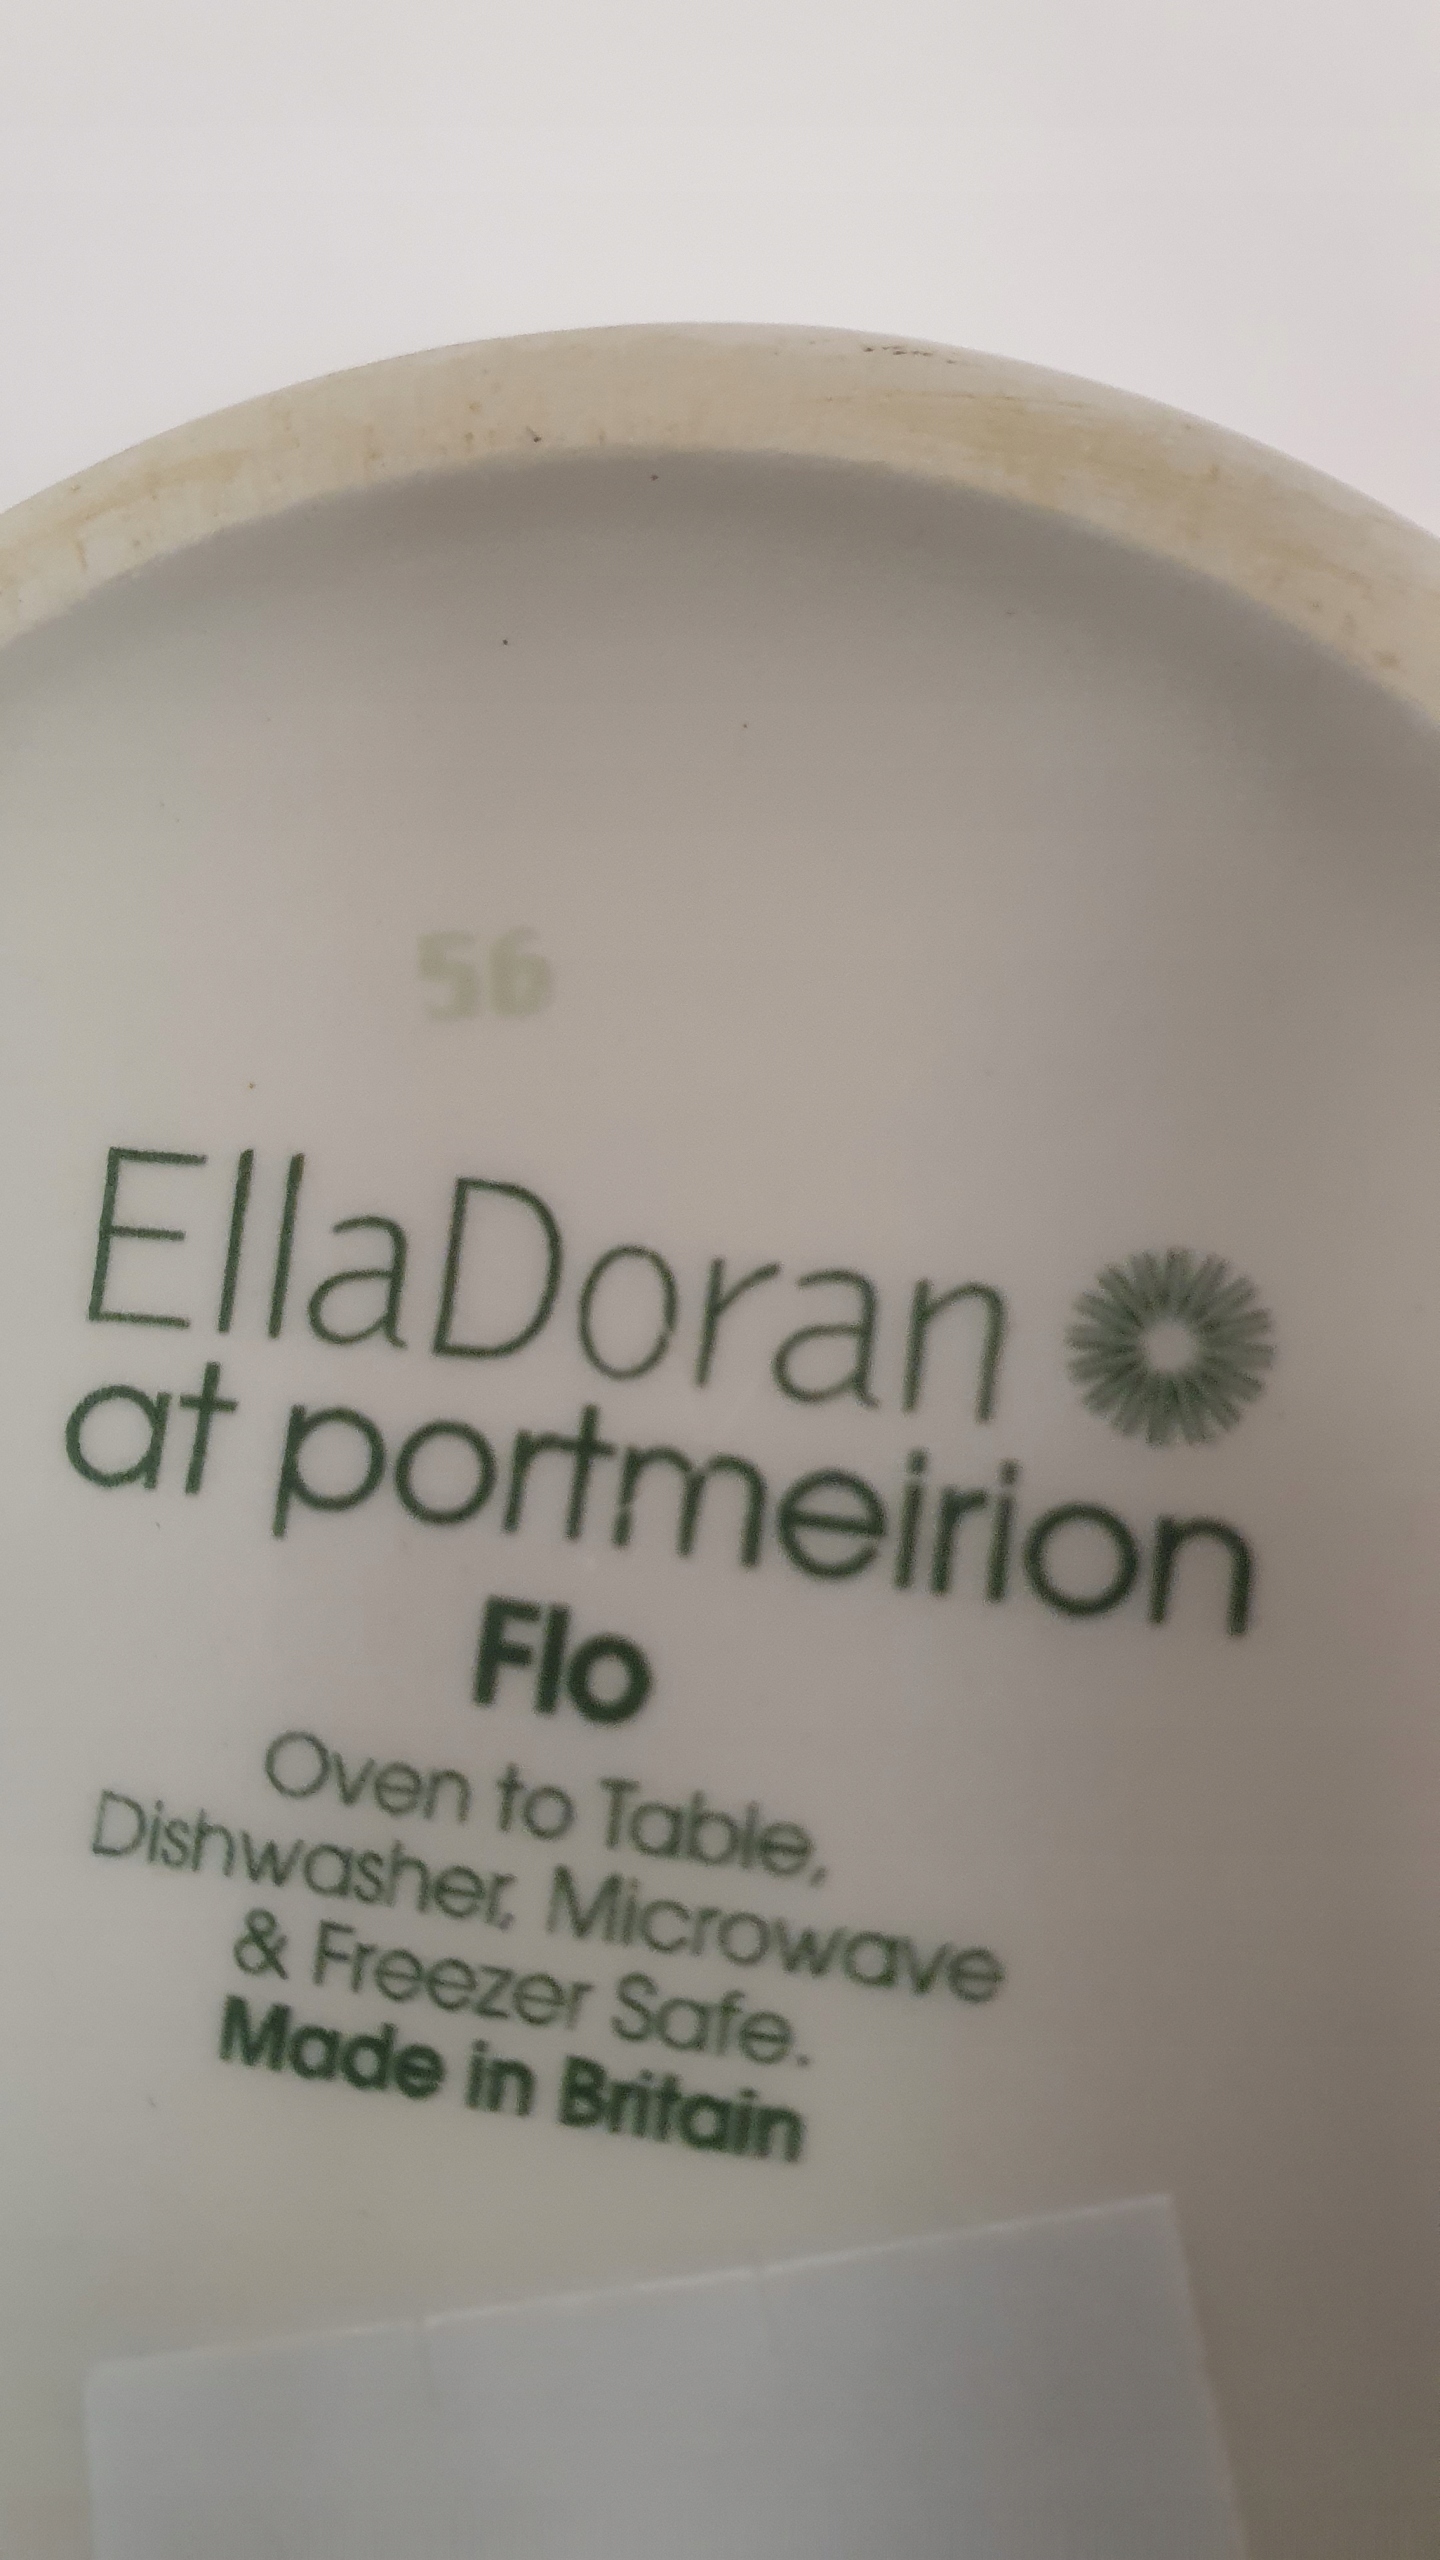 56
EllaDoran
at portmeirion
Flo
Oven to Table,
Dishwasher, Microwave
& Freezer Safe.
Made in Britain